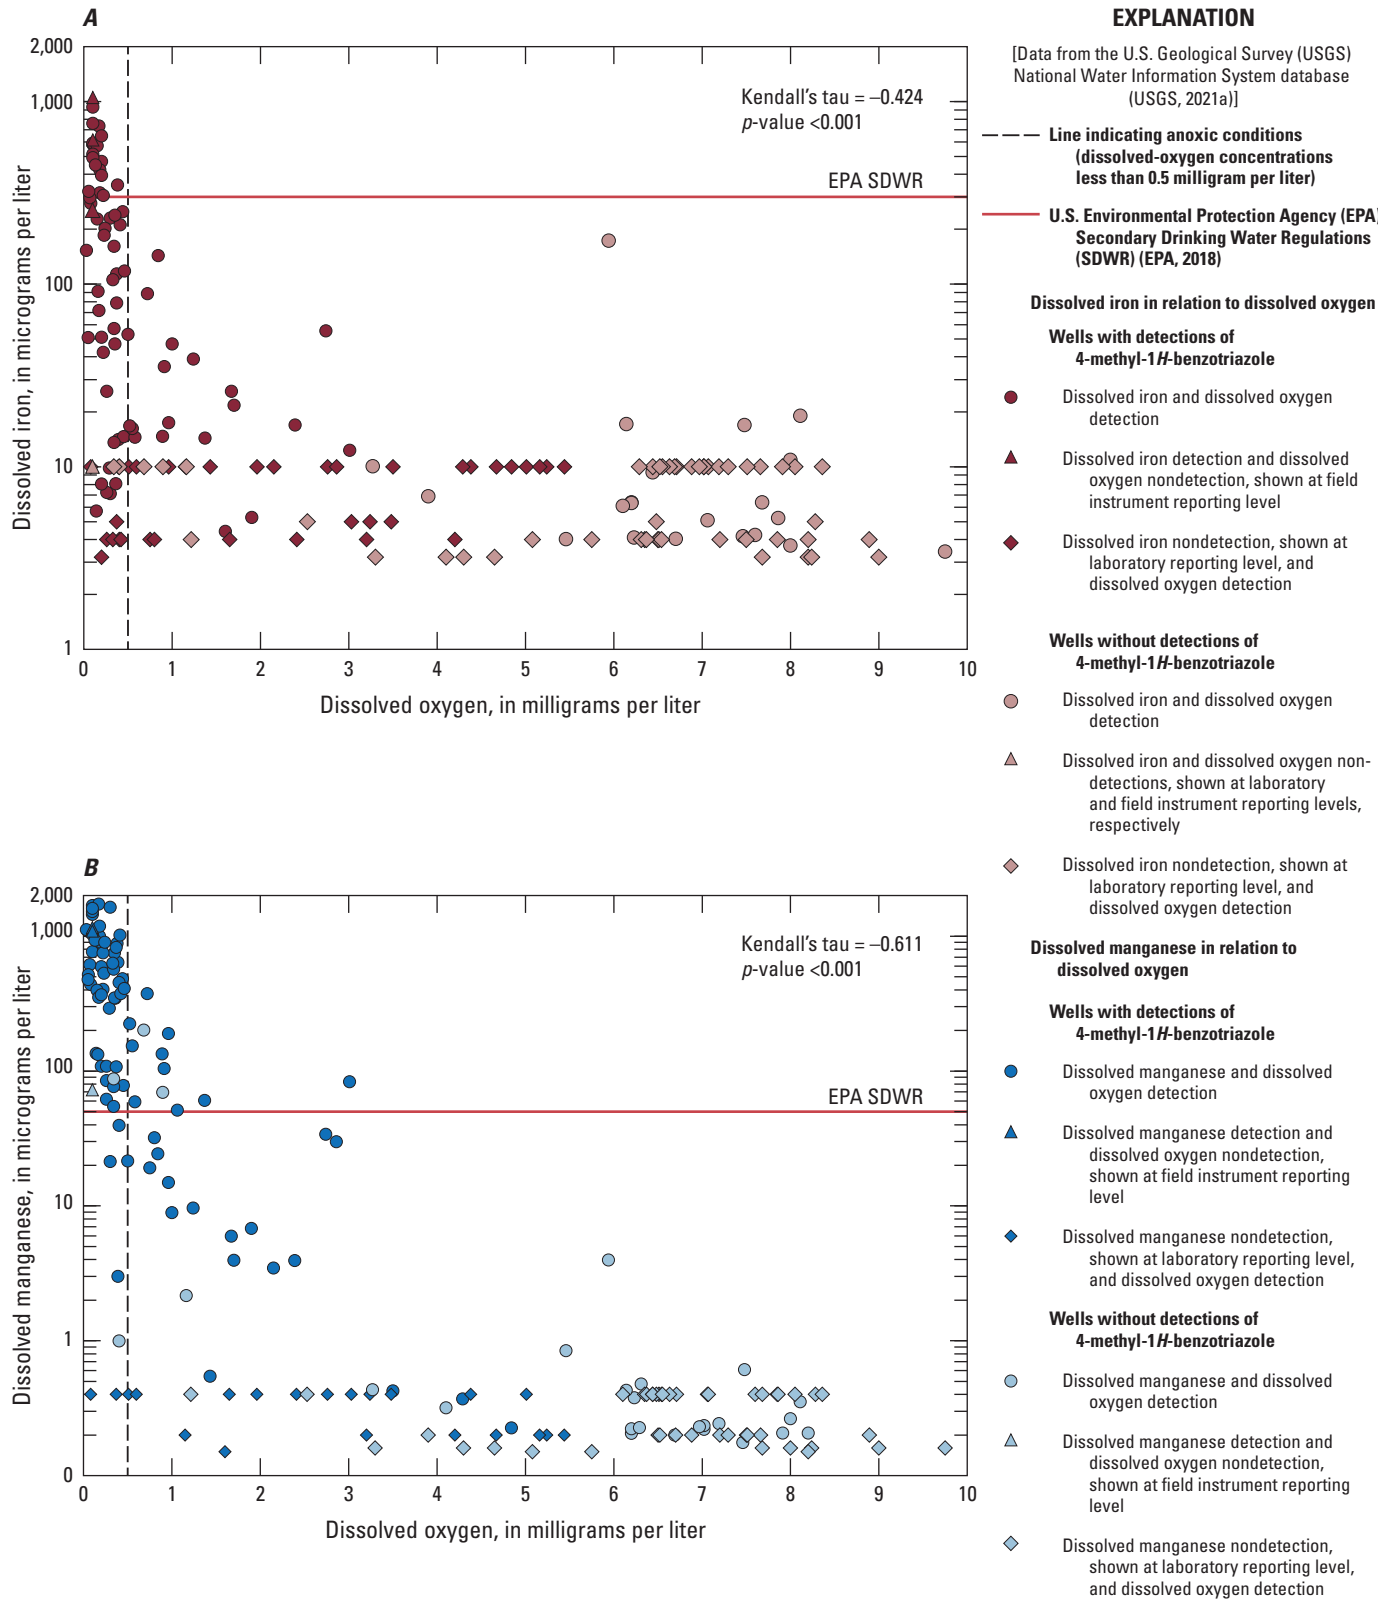 A
2,000
1,000
100
10
1
Dissolved iron, in micrograms per liter
Kendall's tau = –0.424
p-value <0.001
EPA SDWR
0 1 2 3 4 5 6 7 8 9 10
Dissolved oxygen, in milligrams per liter
B
2,000
1,000
100
10
1
0
Dissolved manganese, in micrograms per liter
Kendall's tau = –0.611
p-value <0.001
EPA SDWR
0 1 2 3 4 5 6 7 8 9 10
Dissolved oxygen, in milligrams per liter
EXPLANATION
[Data from the U.S. Geological Survey (USGS)
National Water Information System database
(USGS, 2021a)]
Line indicating anoxic conditions
(dissolved-oxygen concentrations
less than 0.5 milligram per liter)
U.S. Environmental Protection Agency (EPA)
Secondary Drinking Water Regulations
(SDWR) (EPA, 2018)
Dissolved iron in relation to dissolved oxygen
Wells with detections of
4-methyl-1H-benzotriazole
Dissolved iron and dissolved oxygen
detection
Dissolved iron detection and dissolved
oxygen nondetection, shown at field
instrument reporting level
Dissolved iron nondetection, shown at
laboratory reporting level, and
dissolved oxygen detection
Wells without detections of
4-methyl-1H-benzotriazole
Dissolved iron and dissolved oxygen
detection
Dissolved iron and dissolved oxygen non-
detections, shown at laboratory
and field instrument reporting levels,
respectively
Dissolved iron nondetection, shown at
laboratory reporting level, and
dissolved oxygen detection
Dissolved manganese in relation to
dissolved oxygen
Wells with detections of
4-methyl-1H-benzotriazole
Dissolved manganese and dissolved
oxygen detection
Dissolved manganese detection and
dissolved oxygen nondetection,
shown at field instrument reporting
level
Dissolved manganese nondetection,
shown at laboratory reporting level,
and dissolved oxygen detection
Wells without detections of
4-methyl-1H-benzotriazole
Dissolved manganese and dissolved
oxygen detection
Dissolved manganese detection and
dissolved oxygen nondetection,
shown at field instrument reporting
level
Dissolved manganese nondetection,
shown at laboratory reporting level,
and dissolved oxygen detection